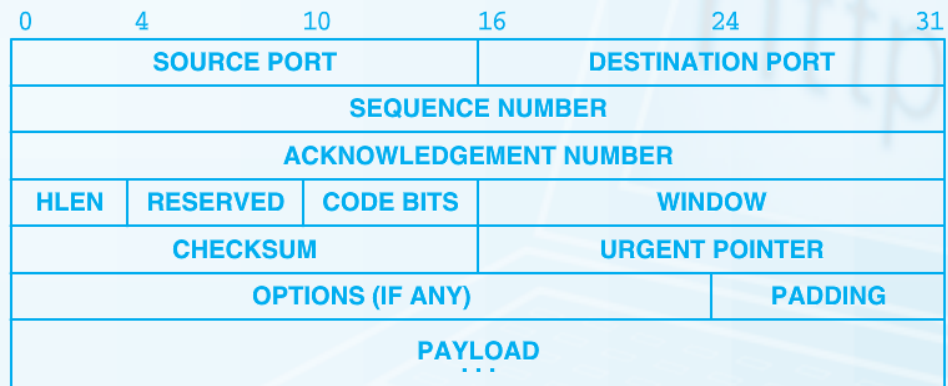 0 4 10 16 24 31
SOURCE PORT DESTINATION PORT
SEQUENCE NUMBER
ACKNOWLEDGEMENT NUMBER
HLEN RESERVED CODE BITS WINDOW
CHECKSUM URGENT POINTER
OPTIONS (IF ANY) PADDING
PAYLOAD
...